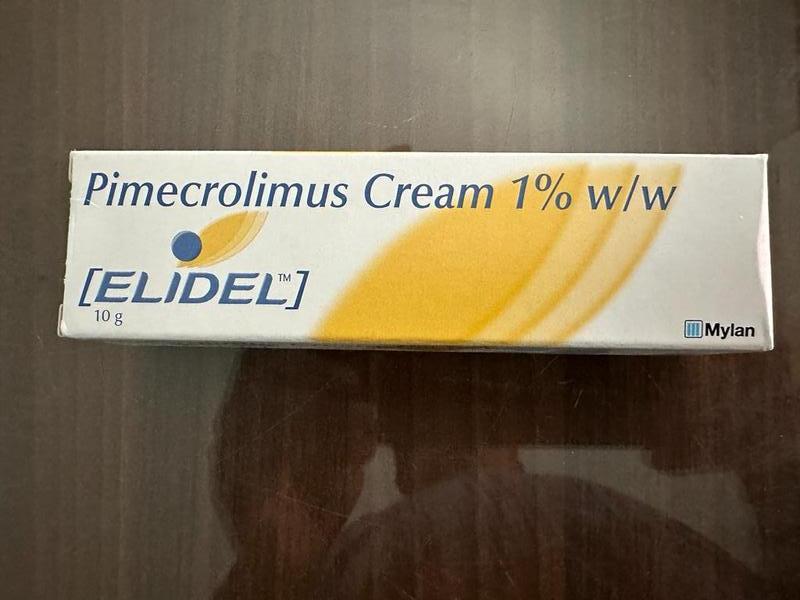 Pimecrolimus Cream 1% w/w
[ELIDEL™]
10 g
Mylan